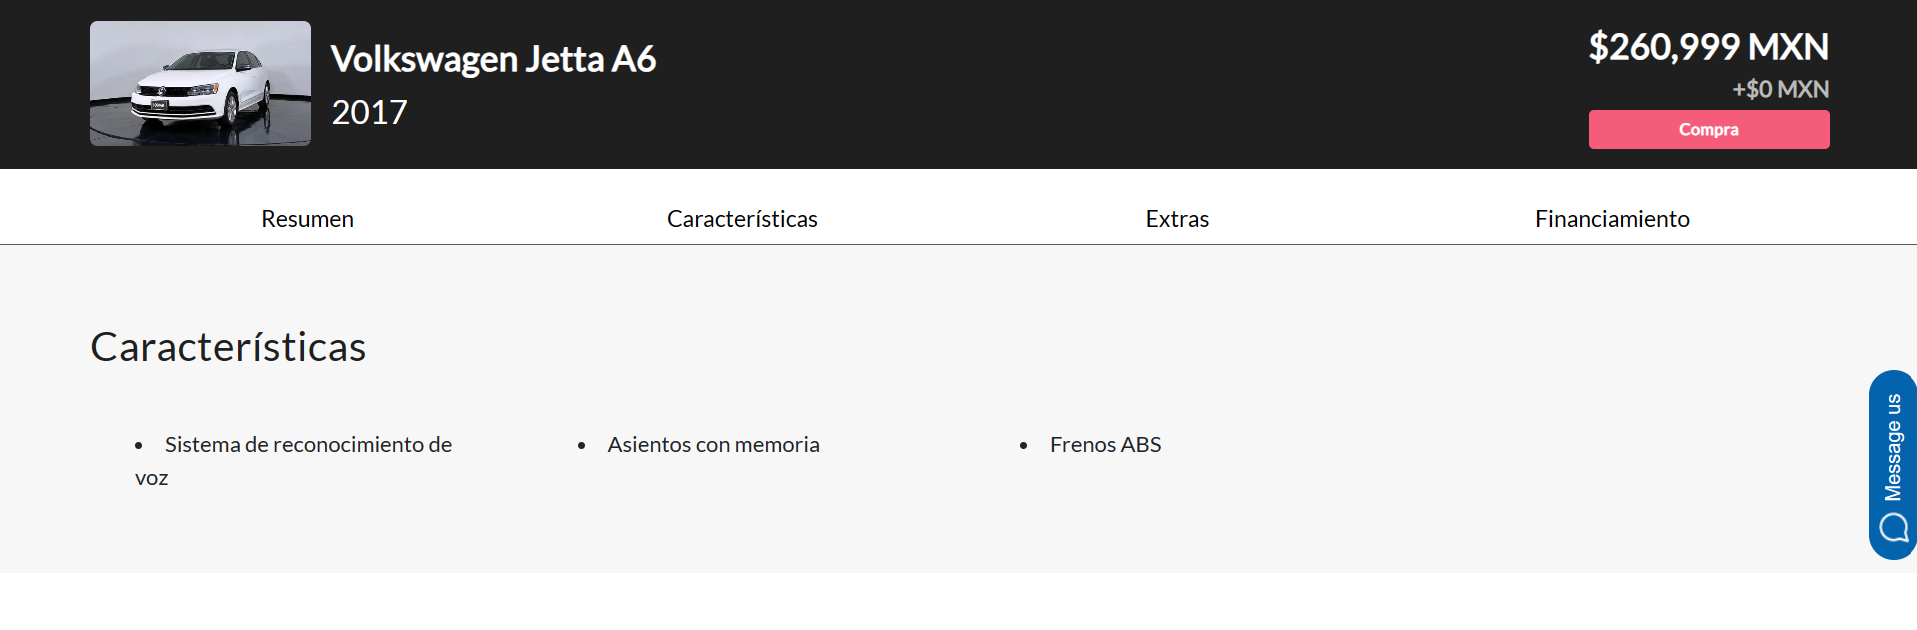 Volkswagen Jetta A6
2017
$260,999 MXN
+$0 MXN
Compra
Resumen
Características
Extras
Financiamiento
Características
• Sistema de reconocimiento de
voz
• Asientos con memoria
• Frenos ABS
Message us